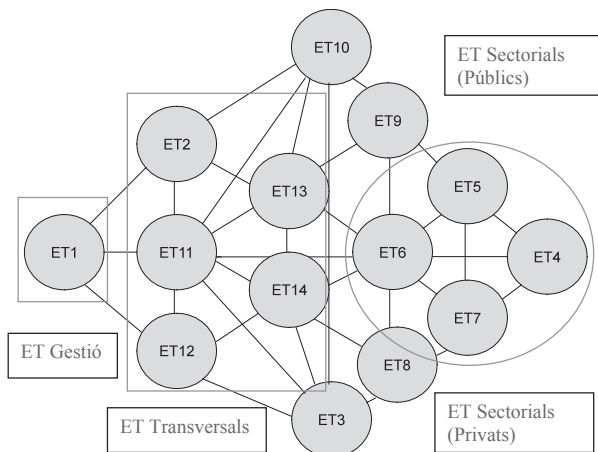 ET10
ET Sectorials
(Públics)
ET9
ET2
ET13
ET5
ET1
ET11
ET6
ET4
ET14
ET7
ET Gestió
ET12
ET8
ET3
ET Transversals
ET Sectorials
(Privats)